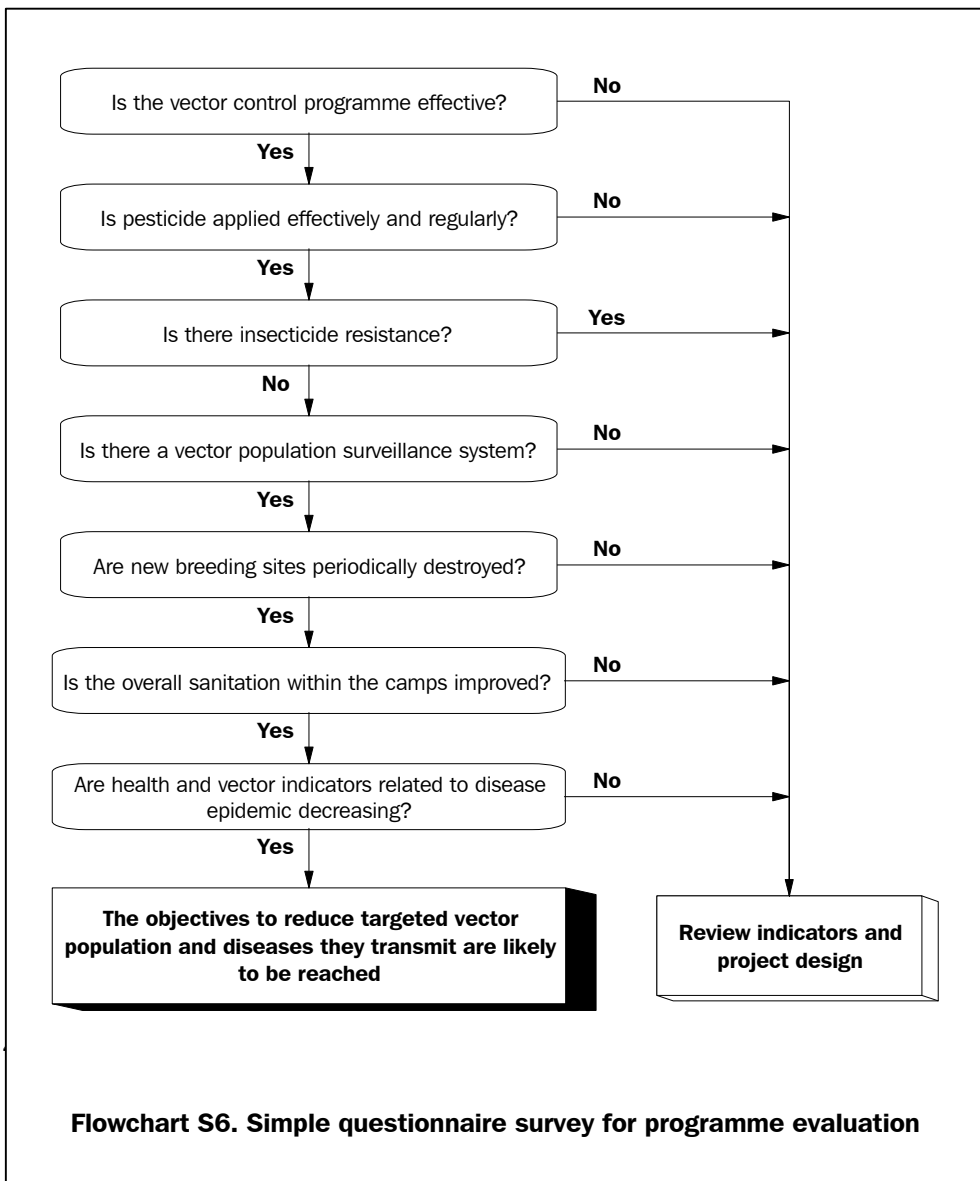 Is the vector control programme effective?
No
Yes
Is pesticide applied effectively and regularly?
No
Yes
Is there insecticide resistance?
Yes
No
Is there a vector population surveillance system?
No
Yes
Are new breeding sites periodically destroyed?
No
Yes
Is the overall sanitation within the camps improved?
No
Yes
Are health and vector indicators related to disease
epidemic decreasing?
No
Yes
The objectives to reduce targeted vector
population and diseases they transmit are likely
to be reached
Review indicators and
project design
Flowchart S6. Simple questionnaire survey for programme evaluation